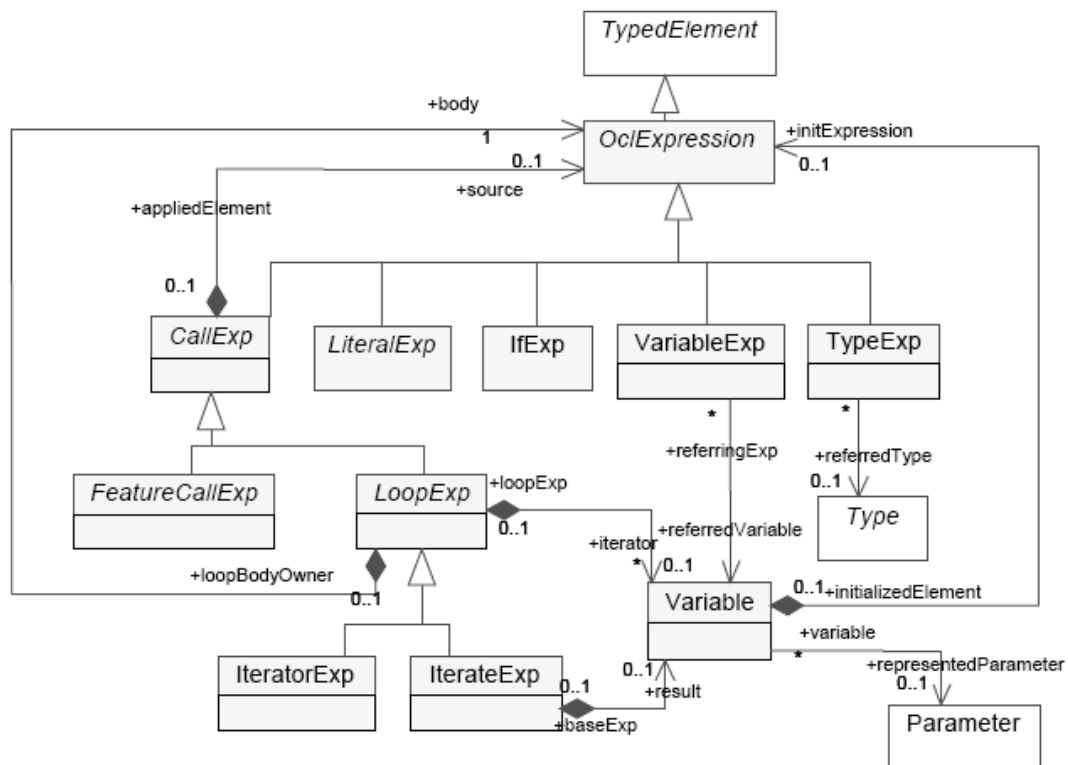 TypedElement
+body
1
OclExpression
+initExpression
0..1
0..1
+source
+appliedElement
0..1
CallExp
LiteralExp
IfExp
VariableExp
TypeExp
*
*
+referringExp
+referredType
0..1
FeatureCallExp
LoopExp
+loopExp
0..1
Type
+referredVariable
+iterator
*
0..1
+loopBodyOwner
0..1
Variable
0..1
+initializedElement
+variable
*
+representedParameter
0..1
IteratorExp
IterateExp
0..1
0..1
+result
+baseExp
Parameter